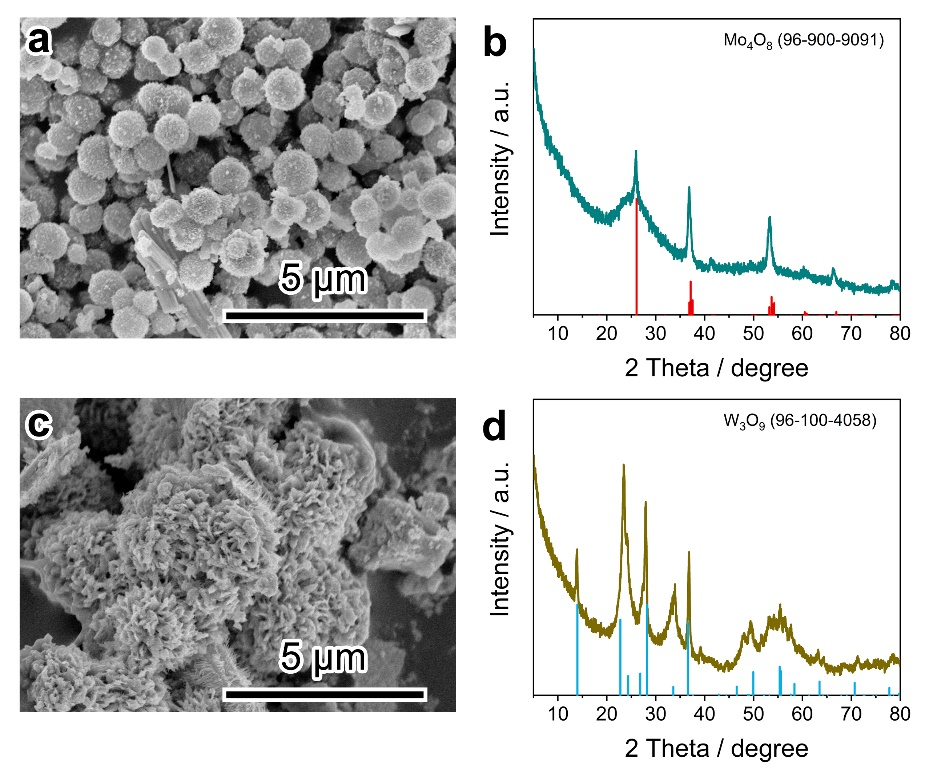 a
5 μm
b
Mo₄O₈ (96-900-9091)
Intensity / a.u.
10 20 30 40 50 60 70 80
2 Theta / degree
c
5 μm
d
W₃O₉ (96-100-4058)
Intensity / a.u.
10 20 30 40 50 60 70 80
2 Theta / degree